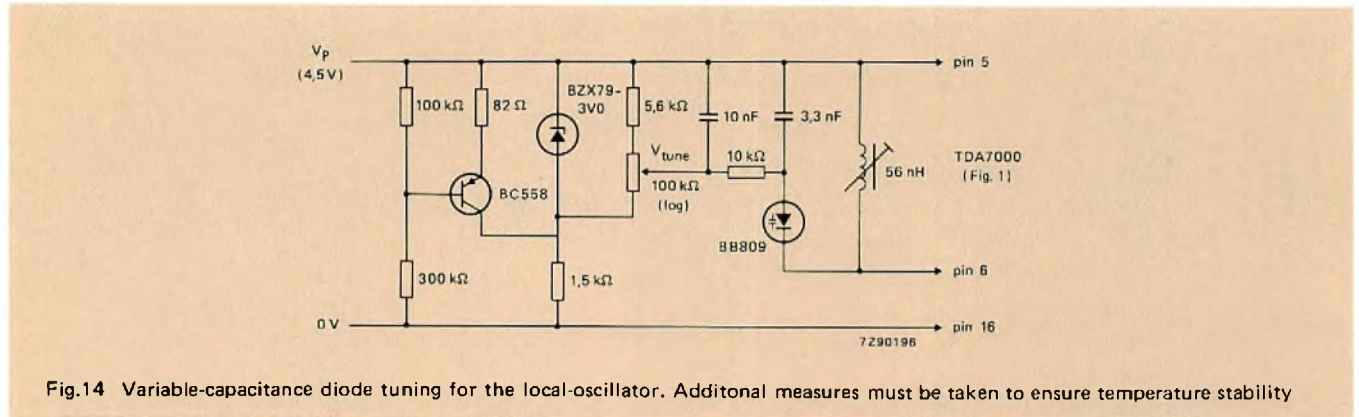 Vp
(4,5V)
100 kΩ
82 Ω
BZX79-
3V0
5,6 kΩ
10 nF
3,3 nF
pin 5
Vtune
10 kΩ
100 kΩ
(log)
56 nH
TDA7000
(Fig. 1)
BC558
BB809
300 kΩ
1,5 kΩ
pin 6
0 V
pin 16
7Z90196
Fig.14 Variable-capacitance diode tuning for the local-oscillator. Additonal measures must be taken to ensure temperature stability